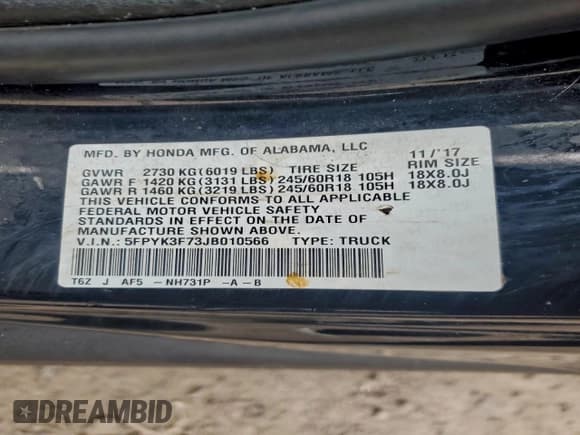 MFD. BY HONDA MFG. OF ALABAMA, LLC 11/'17
GVWR 2730 KG(6019 LBS) TIRE SIZE RIM SIZE
GAWR F 1420 KG(3131 LBS) 245/60R18 105H 18X8.0J
GAWR R 1460 KG(3219 LBS) 245/60R18 105H 18X8.0J
THIS VEHICLE CONFORMS TO ALL APPLICABLE
FEDERAL MOTOR VEHICLE SAFETY
STANDARDS IN EFFECT ON THE DATE OF
MANUFACTURE SHOWN ABOVE.
V.I.N.: 5FPYK3F73JB010566 TYPE: TRUCK
T6Z J AF5 - NH731P -A-B
DREAMBID